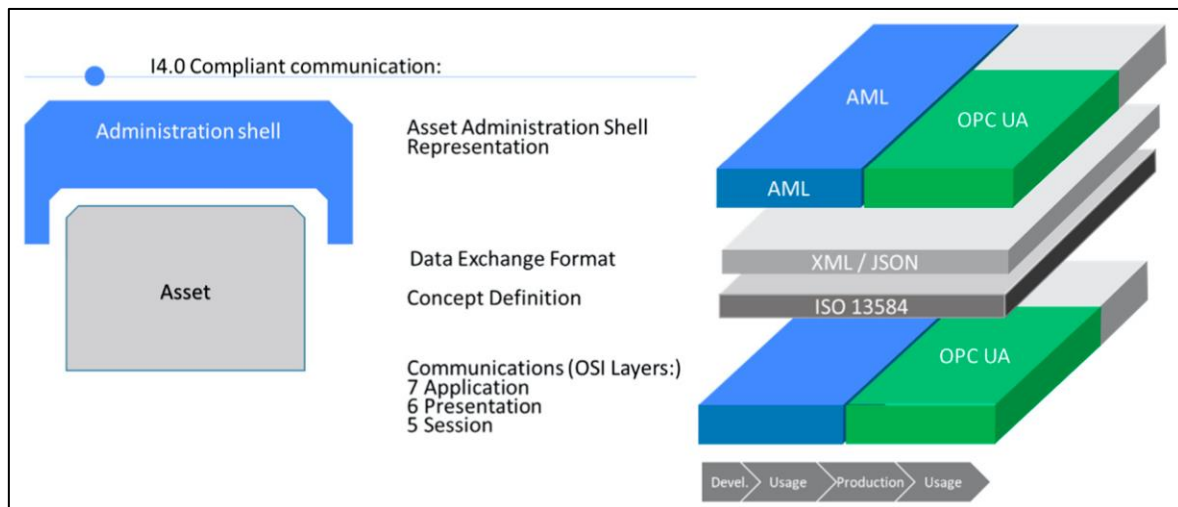 I4.0 Compliant communication:
Administration shell
Asset
Asset Administration Shell
Representation
Data Exchange Format
Concept Definition
Communications (OSI Layers:)
7 Application
6 Presentation
5 Session
AML
OPC UA
AML
XML / JSON
ISO 13584
OPC UA
Devel.
Usage
Production
Usage